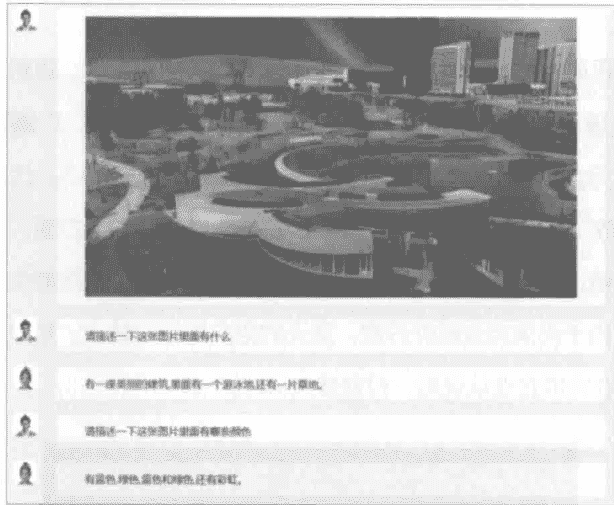 请描述一下这张图片里面有什么
有一座美丽的建筑,里面有一个游泳池,还有一片草地。
请描述一下这张图片里面有哪些颜色
有蓝色,绿色,蓝色和绿色,还有彩虹。